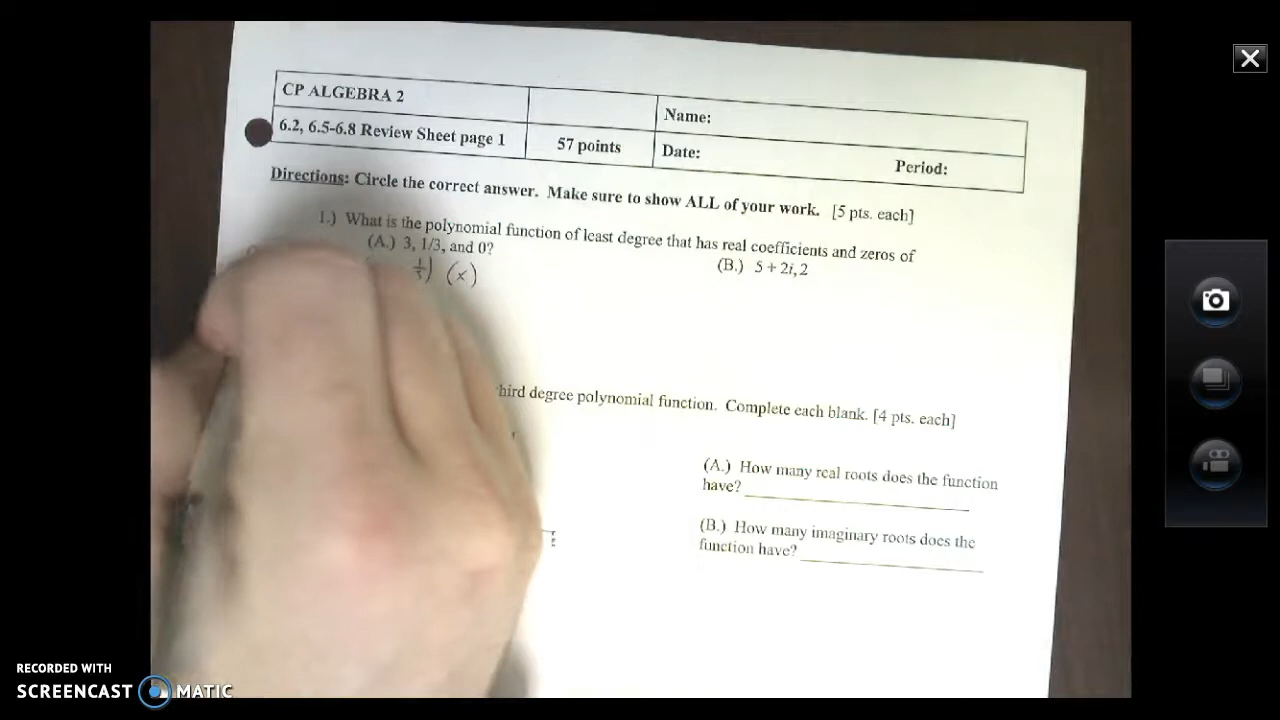 CP ALGEBRA 2
Name:
6.2, 6.5-6.8 Review Sheet page 1
57 points
Date:
Period:
Directions: Circle the correct answer. Make sure to show ALL of your work. [5 pts. each]
1.) What is the polynomial function of least degree that has real coefficients and zeros of
(A.) 3, 1/3, and 0?
(B.) 5 + 2i, 2
(x)
hird degree polynomial function. Complete each blank. [4 pts. each]
(A.) How many real roots does the function
have?
(B.) How many imaginary roots does the
function have?
RECORDED WITH
SCREENCAST MATIC